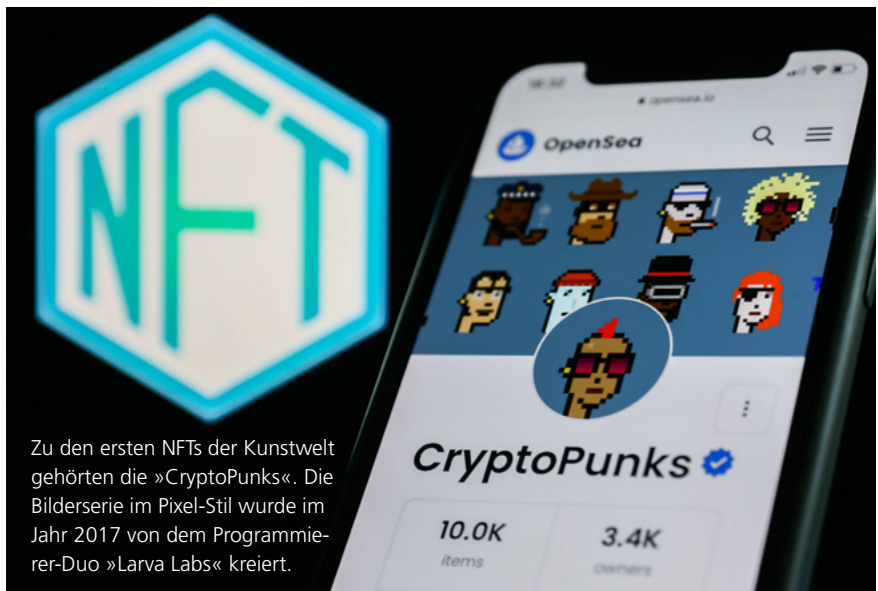 NFT
opensea.io
OpenSea
CryptoPunks
10.0K
3.4K
items
owners
Zu den ersten NFTs der Kunstwelt
gehörten die »CryptoPunks«. Die
Bilderserie im Pixel-Stil wurde im
Jahr 2017 von dem Programmie-
rer-Duo »Larva Labs« kreiert.